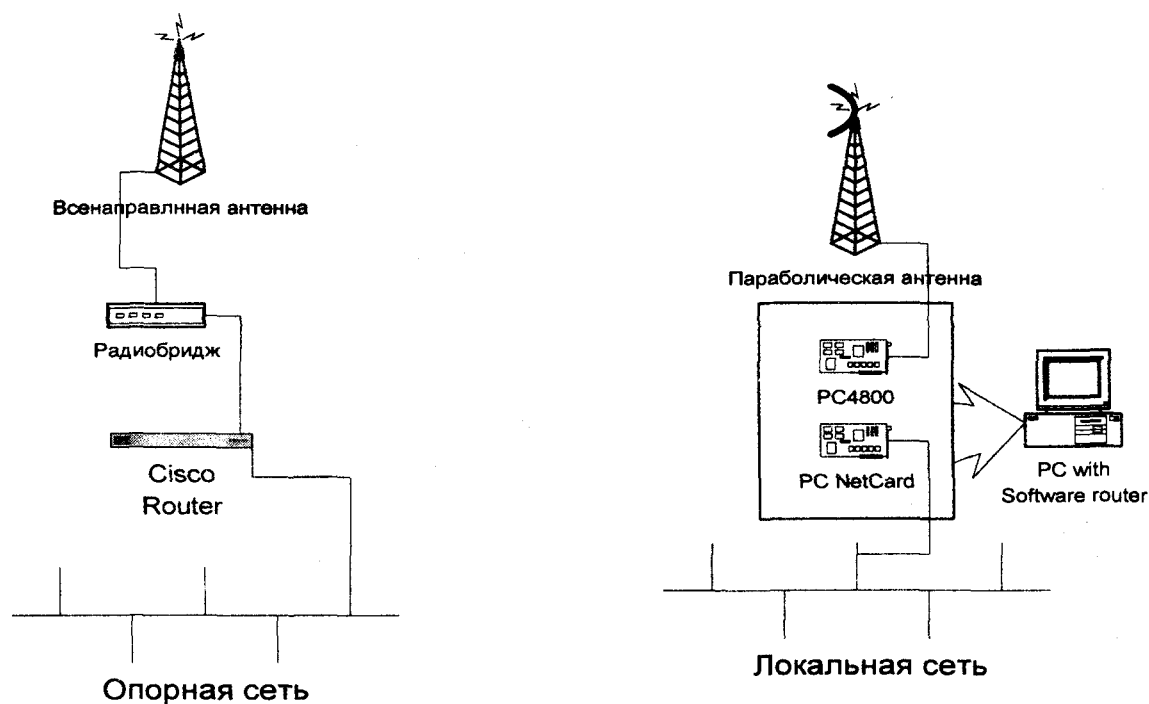 Всенаправлнная антенна
Радиобридж
Cisco
Router
Опорная сеть
Параболическая антенна
PC4800
PC NetCard
PC with
Software router
Локальная сеть